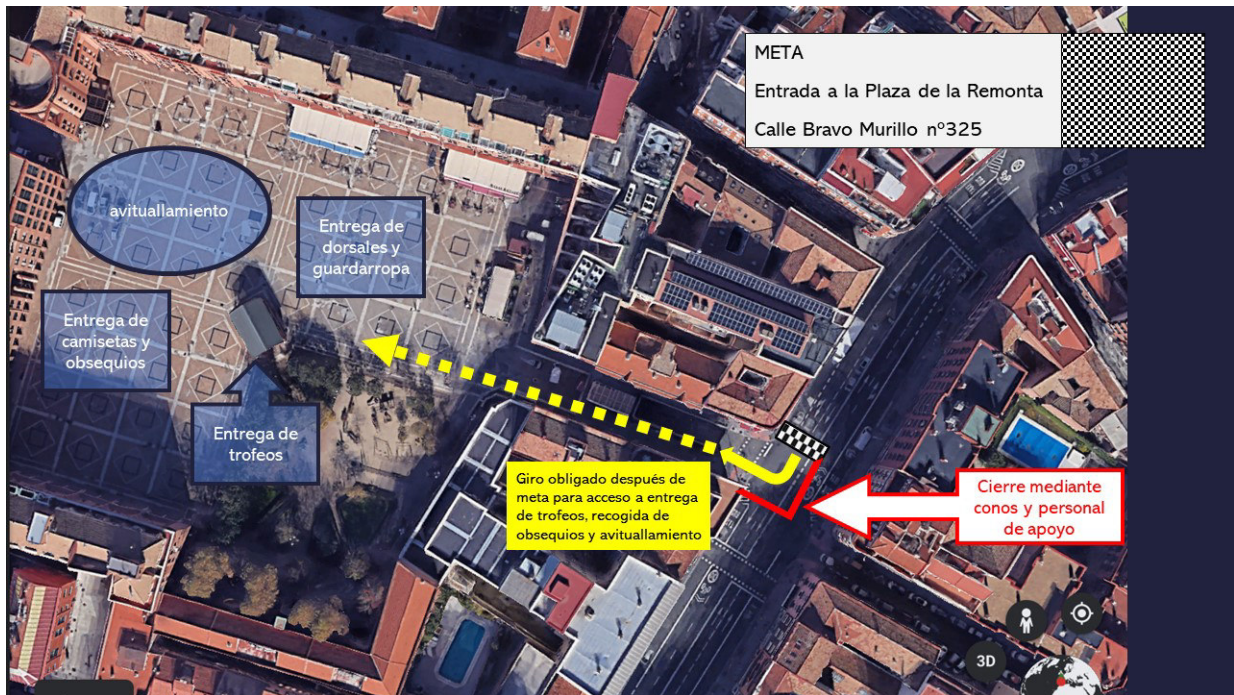 META
Entrada a la Plaza de la Remonta
Calle Bravo Murillo nº325
avituallamiento
Entrega de
dorsales y
guardarropa
Entrega de
camisetas y
obsequios
Entrega de
trofeos
Giro obligado después de
meta para acceso a entrega
de trofeos, recogida de
obsequios y avituallamiento
Cierre mediante
conos y personal
de apoyo
3D